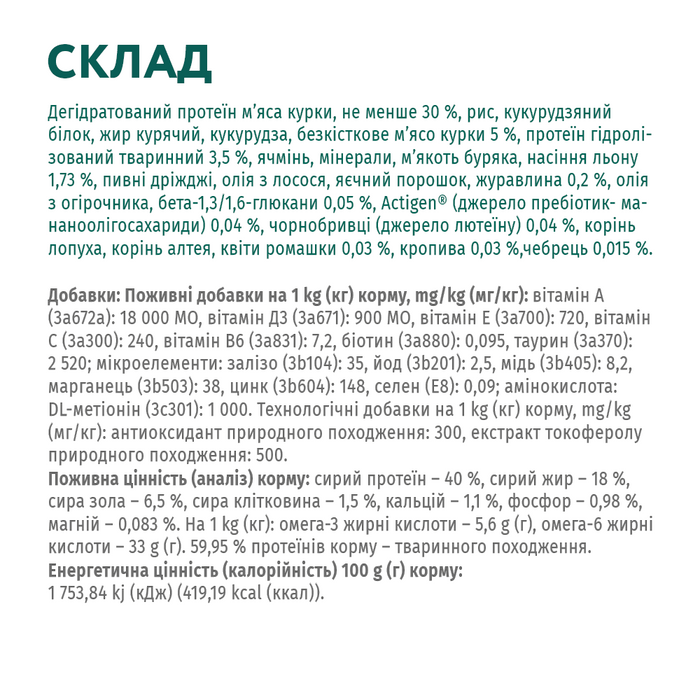 СКЛАД
Дегідратований протеїн м’яса курки, не менше 30 %, рис, кукурудзяний
білок, жир курячий, кукурудза, безкісткове м’ясо курки 5 %, протеїн гідролі-
зований тваринний 3,5 %, ячмінь, мінерали, м’якоть буряка, насіння льону
1,73 %, пивні дріжджі, олія з лосося, яєчний порошок, журавлина 0,2 %, олія
з огірочника, бета-1,3/1,6-глюкани 0,05 %, Actigen® (джерело пребіотик- ма-
наноолігосахариди) 0,04 %, чорнобривці (джерело лютеїну) 0,04 %, корінь
лопуха, корінь алтея, квіти ромашки 0,03 %, кропива 0,03 %,чебрець 0,015 %.
Добавки: Поживні добавки на 1 kg (кг) корму, mg/kg (мг/кг): вітамін А
(3а672а): 18 000 МО, вітамін Д3 (3а671): 900 МО, вітамін Е (3а700): 720, вітамін
С (3а300): 240, вітамін В6 (3а831): 7,2, біотин (3а880): 0,095, таурин (3а370):
2 520; мікроелементи: залізо (3b104): 35, йод (3b201): 2,5, мідь (3b405): 8,2,
марганець (3b503): 38, цинк (3b604): 148, селен (Е8): 0,09; амінокислота:
DL-метіонін (3с301): 1 000. Технологічні добавки на 1 kg (кг) корму, mg/kg
(мг/кг): антиоксидант природного походження: 300, екстракт токоферолу
природного походження: 500.
Поживна цінність (аналіз) корму: сирий протеїн – 40 %, сирий жир – 18 %,
сира зола – 6,5 %, сира клітковина – 1,5 %, кальцій – 1,1 %, фосфор – 0,98 %,
магній – 0,083 %. На 1 kg (кг): омега-3 жирні кислоти – 5,6 g (г), омега-6 жирні
кислоти – 33 g (г). 59,95 % протеїнів корму – тваринного походження.
Енергетична цінність (калорійність) 100 g (г) корму:
1 753,84 kj (кДж) (419,19 kcal (ккал)).